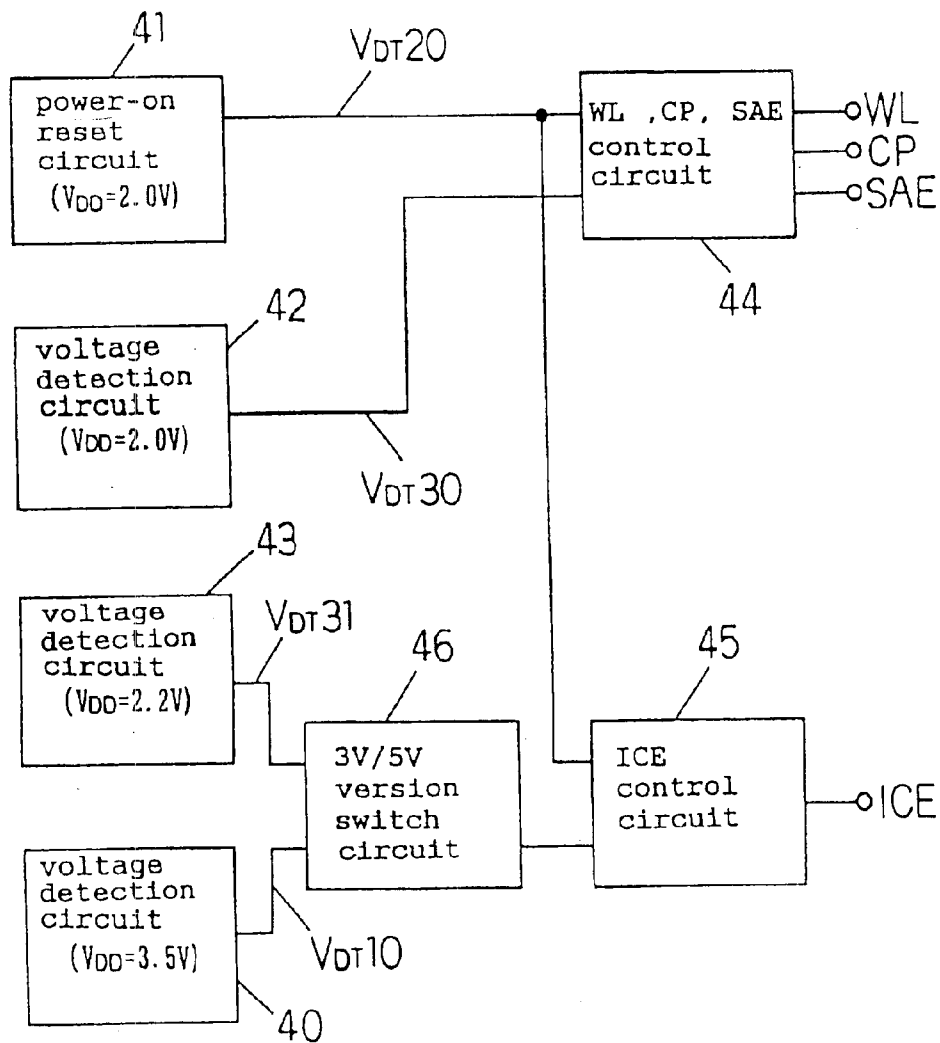 41
VDT20
power-on
reset
circuit
(VDD=2.0V)
WL ,CP, SAE
control
circuit
WL
CP
SAE
44
42
voltage
detection
circuit
(VDD=2.0V)
VDT30
43
voltage
detection
circuit
(VDD=2.2V)
VDT31
46
3V/5V
version
switch
circuit
45
ICE
control
circuit
ICE
voltage
detection
circuit
(VDD=3.5V)
VDT10
40